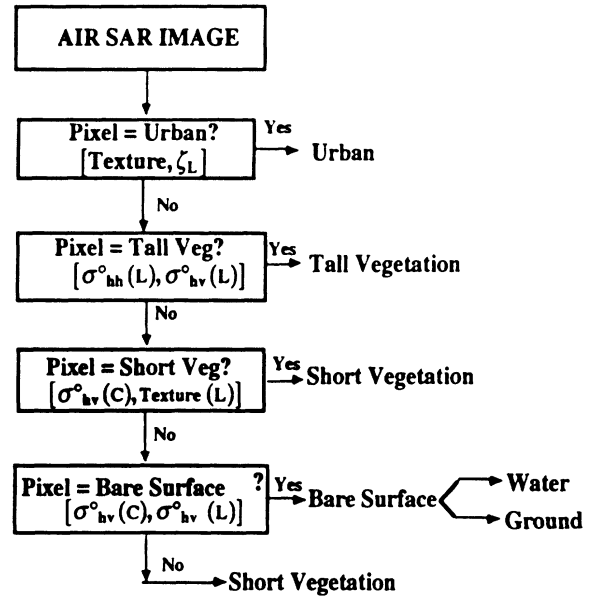 AIR SAR IMAGE
Pixel = Urban?
[Texture, ζL]
Yes
Urban
No
Pixel = Tall Veg?
[σ°hh(L), σ°hv(L)]
Yes
Tall Vegetation
No
Pixel = Short Veg?
[σ°hv(C), Texture(L)]
Yes
Short Vegetation
No
Pixel = Bare Surface ?
[σ°hv(C), σ°hv (L)]
Yes
Bare Surface
Water
Ground
No
Short Vegetation